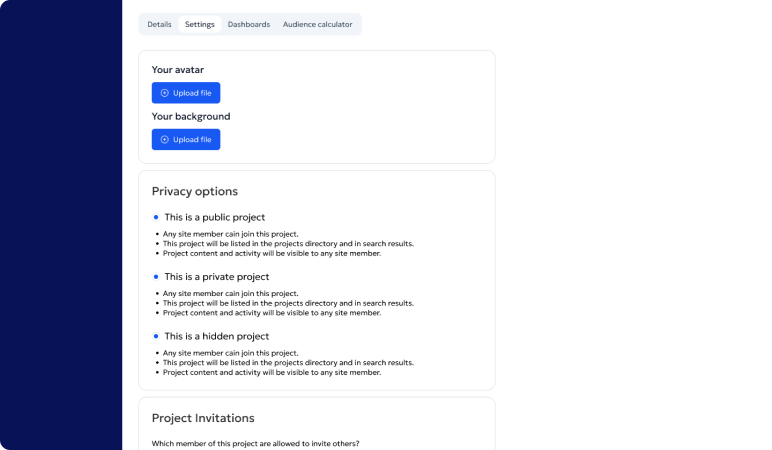 Details Settings Dashboards Audience calculator
Your avatar
Upload file
Your background
Upload file
Privacy options
This is a public project
• Any site member cain join this project.
• This project will be listed in the projects directory and in search results.
• Project content and activity will be visible to any site member.
This is a private project
• Any site member cain join this project.
• This project will be listed in the projects directory and in search results.
• Project content and activity will be visible to any site member.
This is a hidden project
• Any site member cain join this project.
• This project will be listed in the projects directory and in search results.
• Project content and activity will be visible to any site member.
Project Invitations
Which member of this project are allowed to invite others?